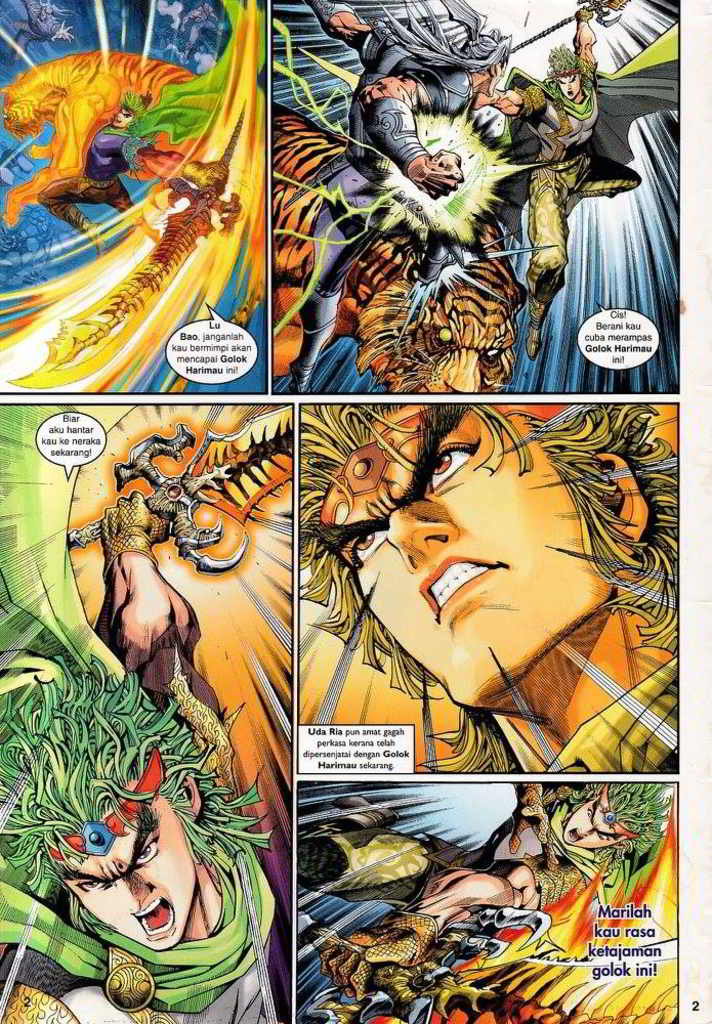 Lu
Bao, janganlah
kau bermimpi akan
mencapai Golok
Harimau ini!
Cis!
Berani kau
cuba merampas
Golok Harimau
ini!
Biar
aku hantar
kau ke neraka
sekarang!
Uda Ria pun amat gagah
perkasa kerana telah
dipersenjatai dengan Golok
Harimau sekarang.
Marilah
kau rasa
ketajaman
golok ini!
2
2